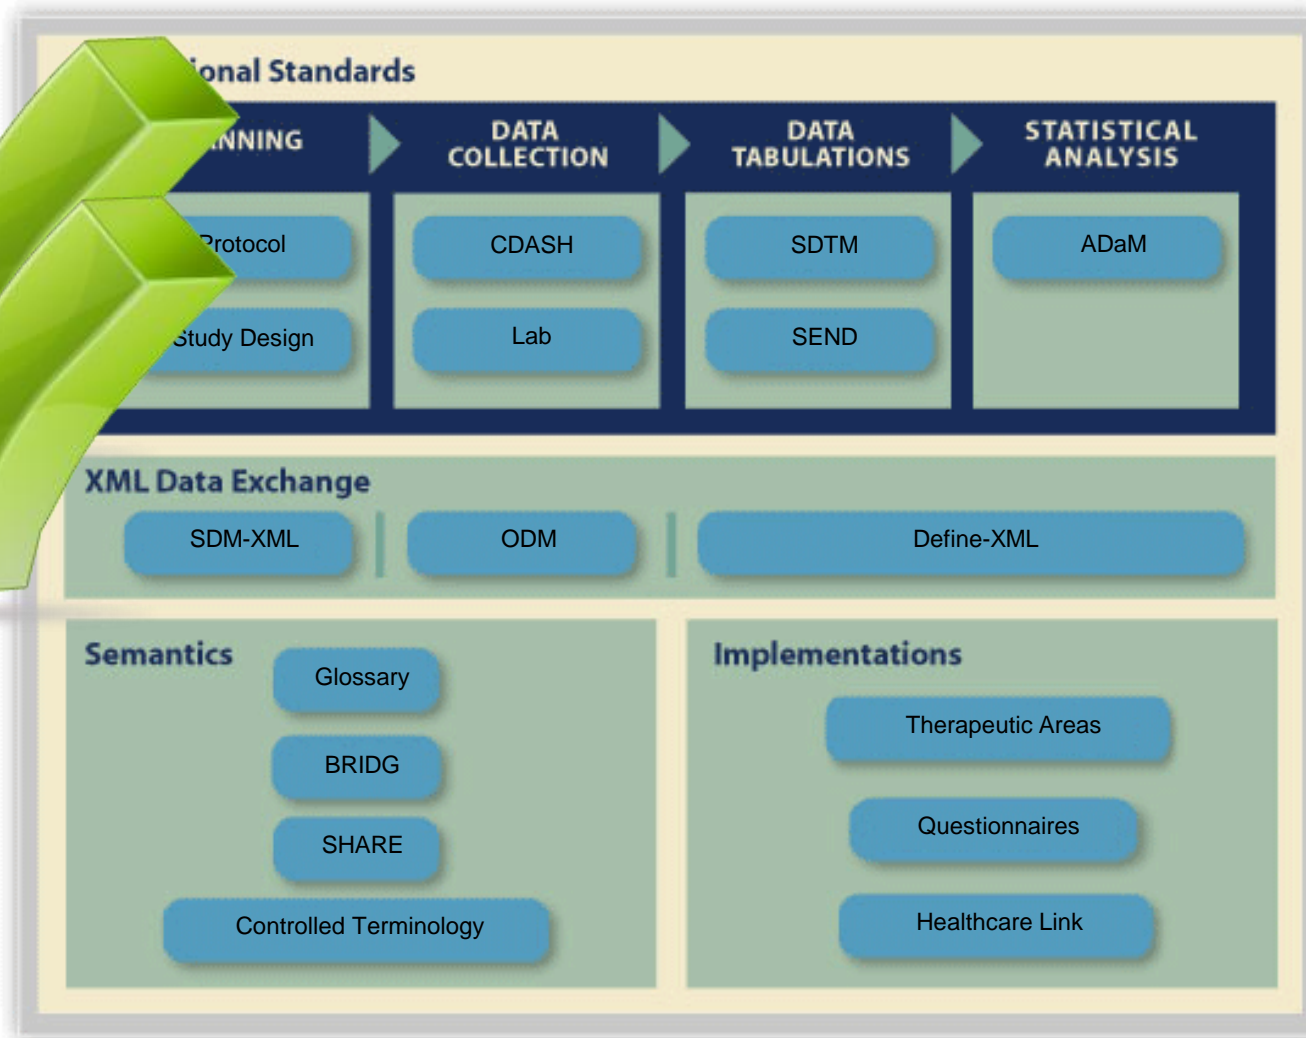 ional Standards
NNING
DATA
COLLECTION
DATA
TABULATIONS
STATISTICAL
ANALYSIS
Protocol
CDASH
SDTM
ADaM
Study Design
Lab
SEND
XML Data Exchange
SDM-XML
ODM
Define-XML
Semantics
Glossary
BRIDG
SHARE
Controlled Terminology
Implementations
Therapeutic Areas
Questionnaires
Healthcare Link